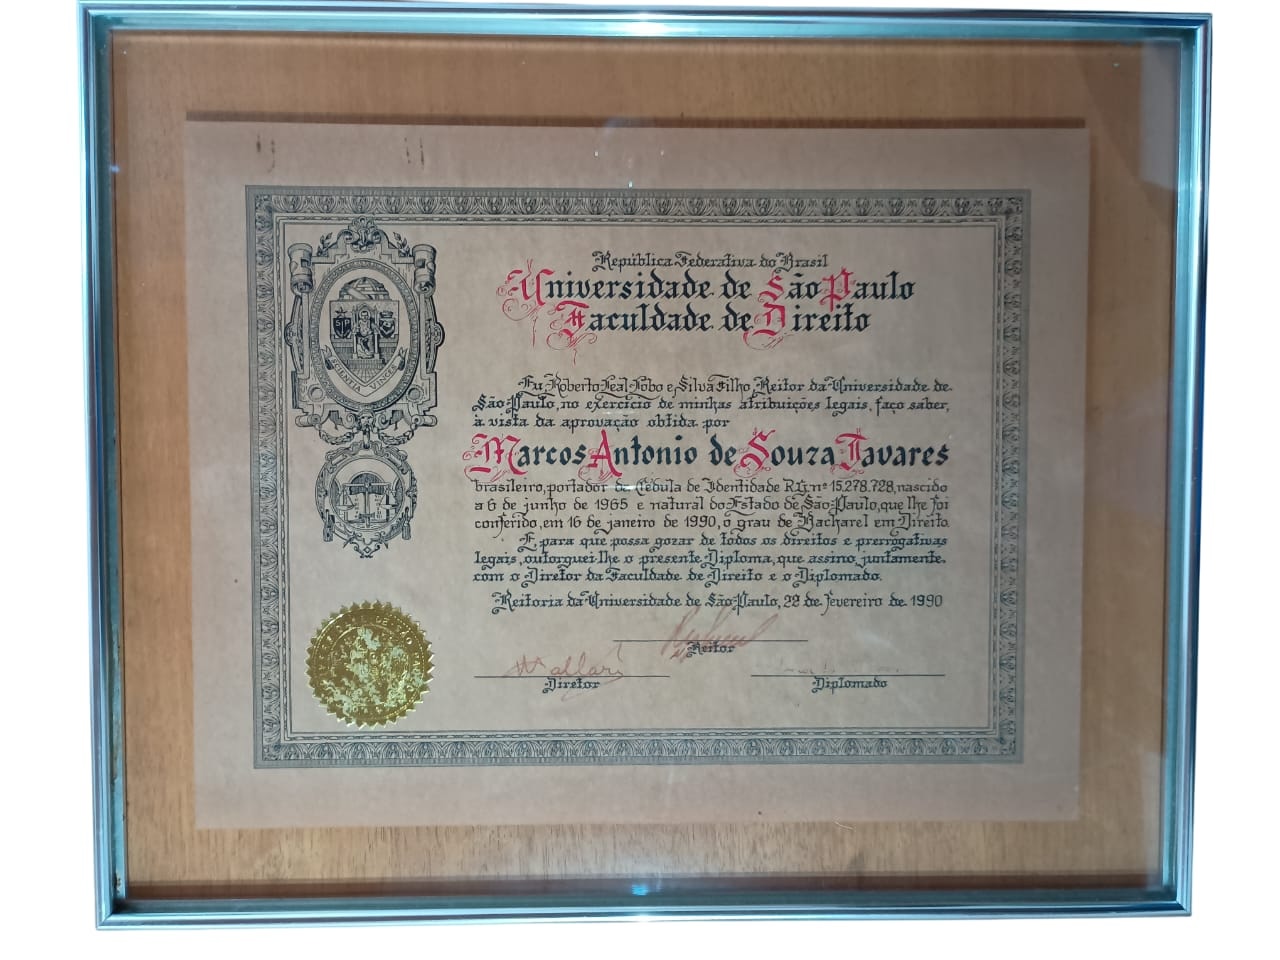 República Federativa do Brasil
Universidade de São Paulo
Faculdade de Direito
Eu, Roberto Leal Lobo e Silva Filho, Reitor da Universidade de
São Paulo, no exercício de minhas atribuições legais, faço saber,
à vista da aprovação obtida por
Marcos Antonio de Souza Tavares
brasileiro, portador da Cédula de Identidade R.G. nº 15.278.728, nascido
a 6 de junho de 1965 e natural do Estado de São Paulo, que lhe foi
conferido, em 16 de janeiro de 1990, o grau de Bacharel em Direito.
E, para que possa gozar de todos os direitos e prerrogativas
legais, outorguei-lhe o presente Diploma, que assino, juntamente,
com o Diretor da Faculdade de Direito e o Diplomado.
Reitoria da Universidade de São Paulo, 28 de fevereiro de 1990
Reitor
Diretor
Diplomado